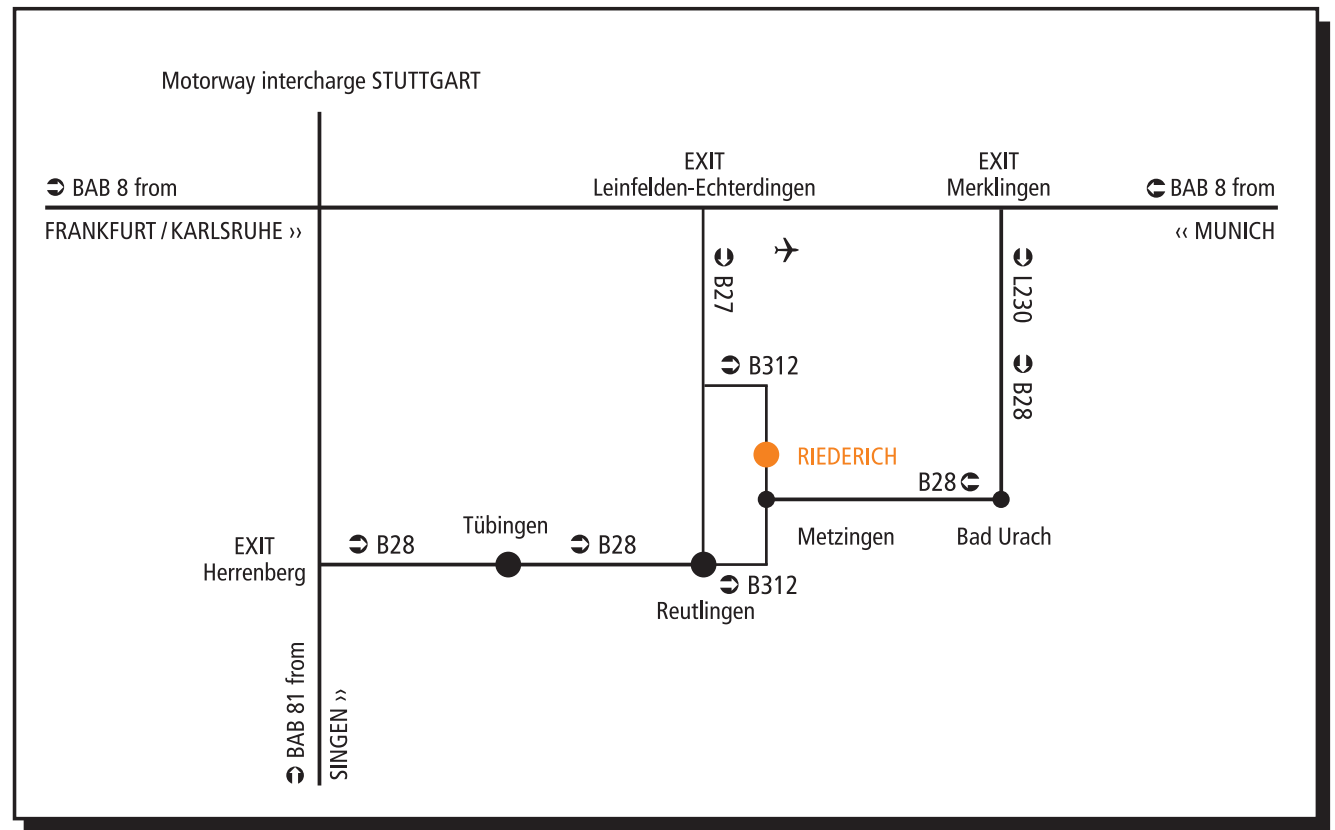 Motorway intercharge STUTTGART
EXIT
Leinfelden-Echterdingen
EXIT
Merklingen
BAB 8 from
BAB 8 from
FRANKFURT / KARLSRUHE ››
‹‹ MUNICH
B27
L230
B312
B28
RIEDERICH
B28
Metzingen
Bad Urach
Tübingen
EXIT
Herrenberg
B28
B28
B312
Reutlingen
BAB 81 from
SINGEN ››